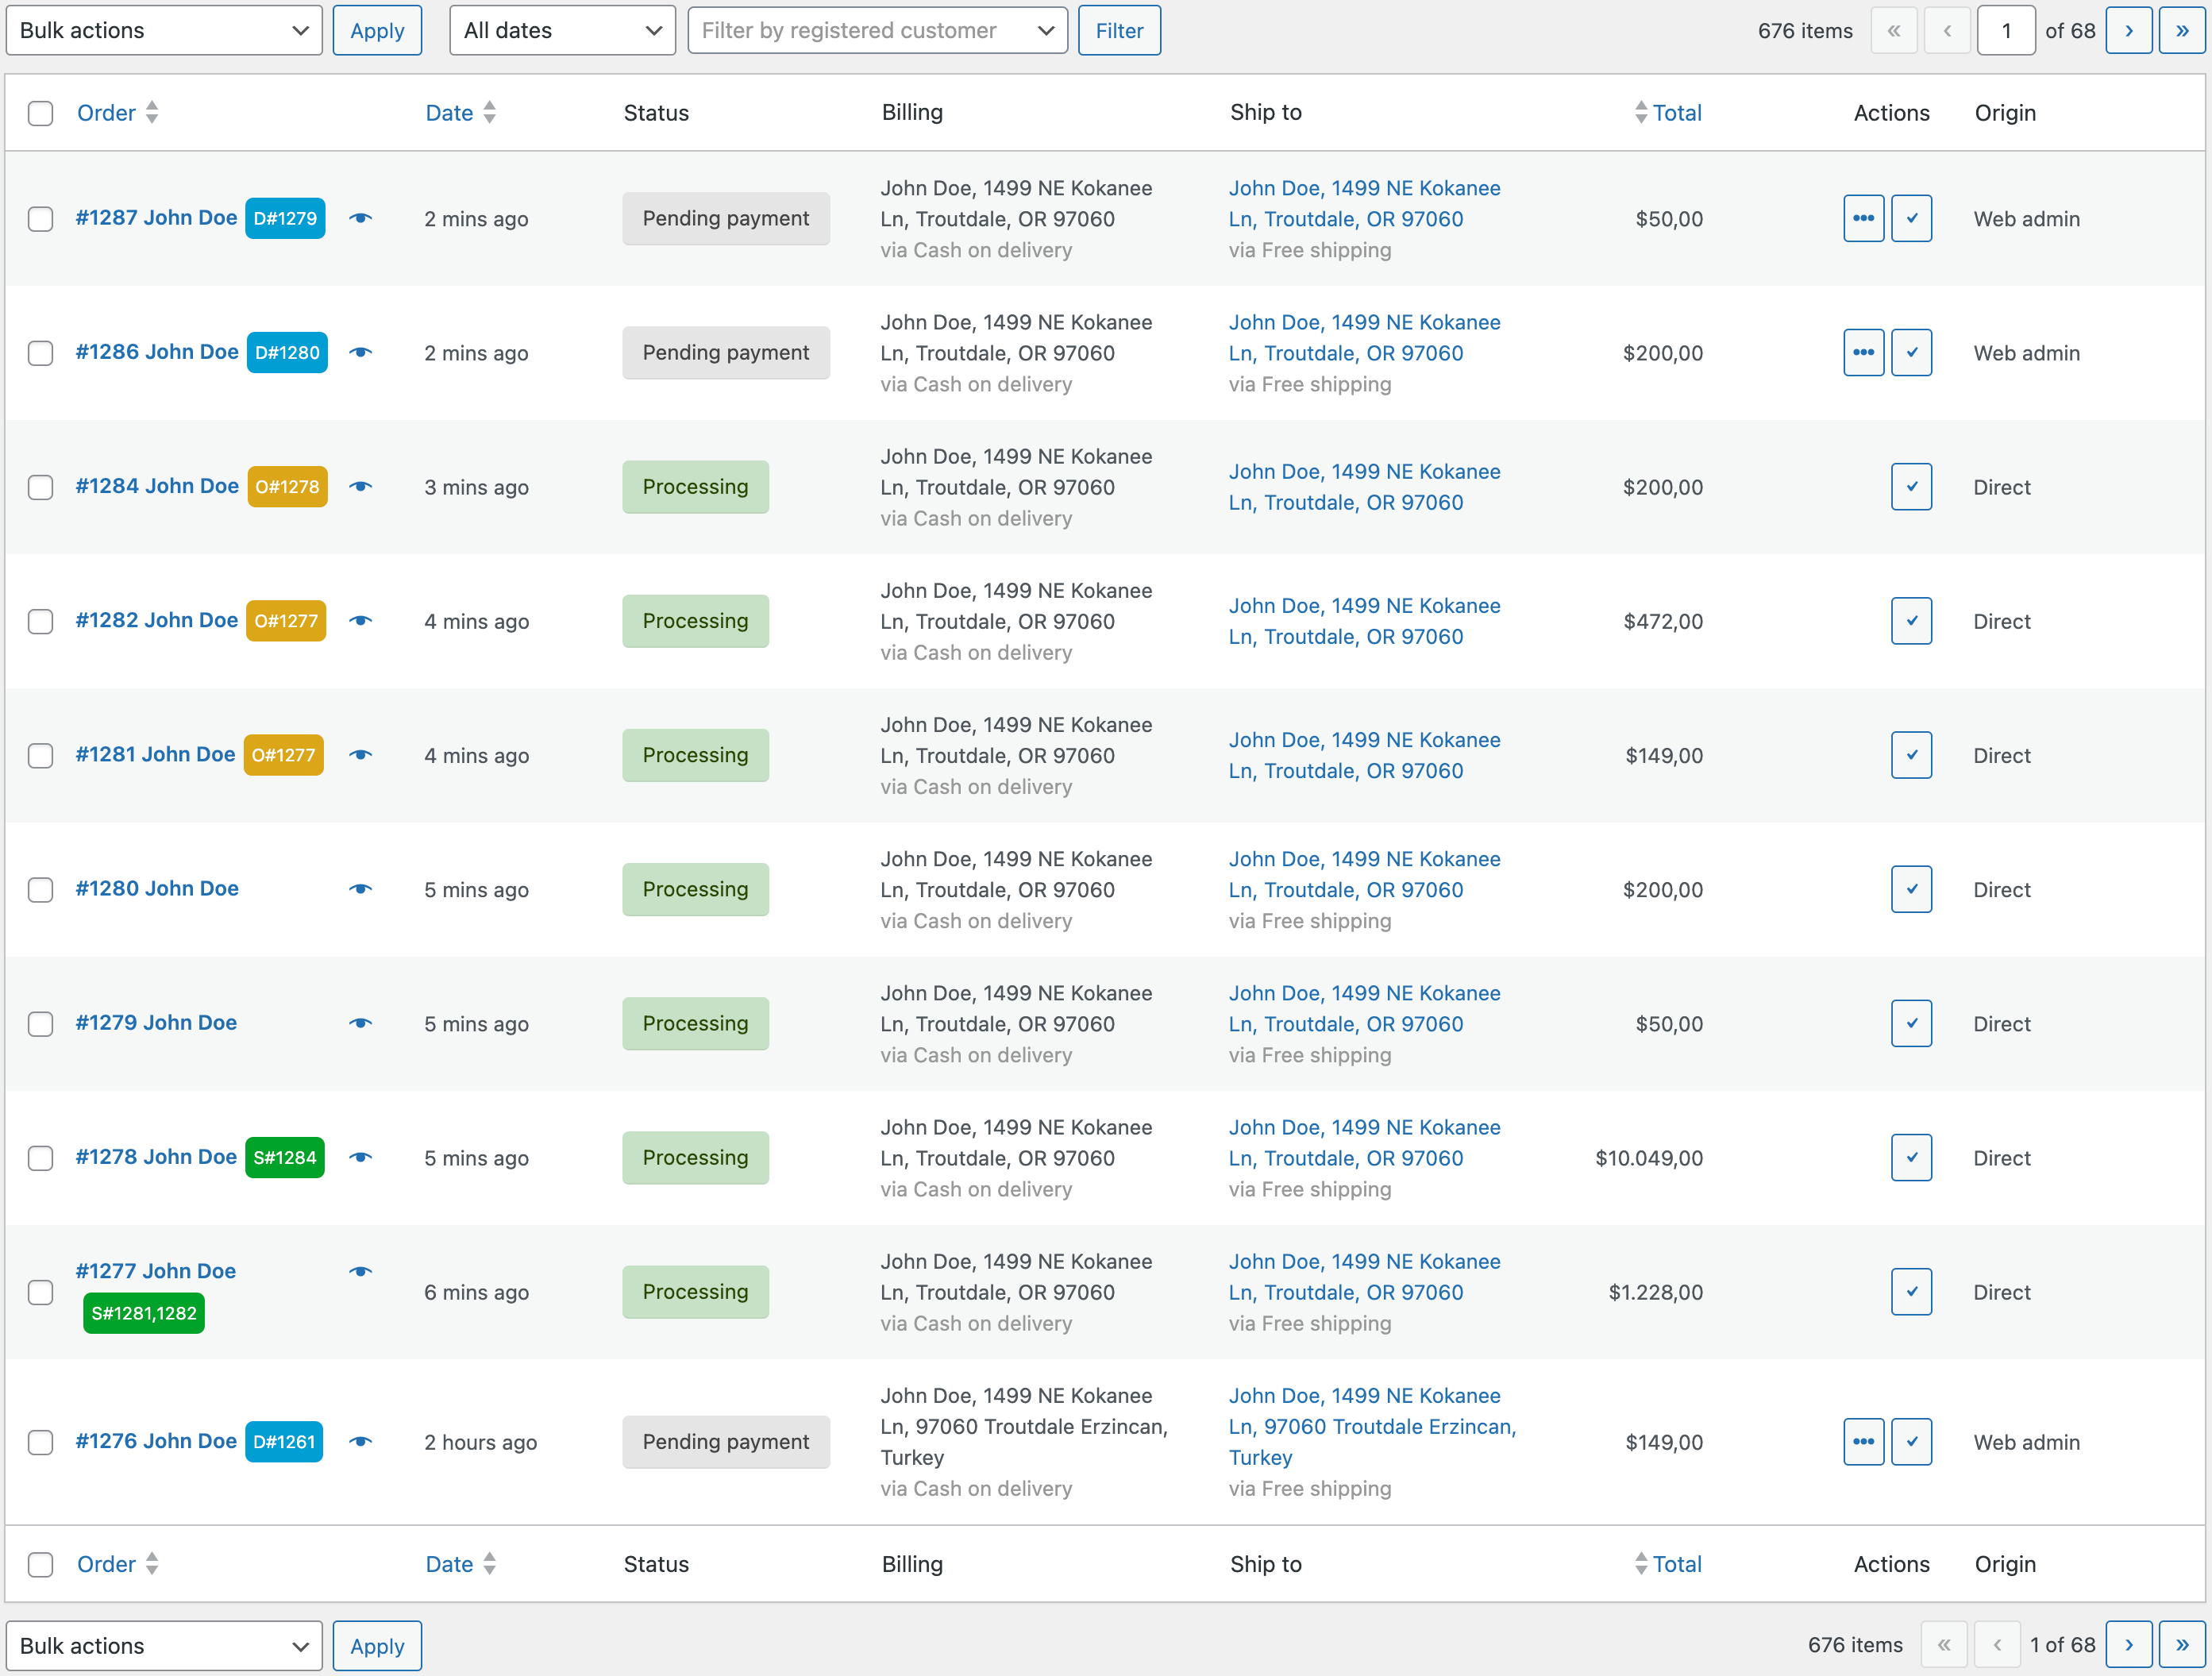 Bulk actions Apply All dates Filter by registered customer Filter 676 items « ‹ 1 of 68 › »
Order Date Status Billing Ship to Total Actions Origin
#1287 John Doe D#1279 2 mins ago Pending payment John Doe, 1499 NE Kokanee
Ln, Troutdale, OR 97060
via Cash on delivery
John Doe, 1499 NE Kokanee
Ln, Troutdale, OR 97060
via Free shipping
$50,00 Web admin
#1286 John Doe D#1280 2 mins ago Pending payment John Doe, 1499 NE Kokanee
Ln, Troutdale, OR 97060
via Cash on delivery
John Doe, 1499 NE Kokanee
Ln, Troutdale, OR 97060
via Free shipping
$200,00 Web admin
#1284 John Doe O#1278 3 mins ago Processing John Doe, 1499 NE Kokanee
Ln, Troutdale, OR 97060
via Cash on delivery
John Doe, 1499 NE Kokanee
Ln, Troutdale, OR 97060
$200,00 Direct
#1282 John Doe O#1277 4 mins ago Processing John Doe, 1499 NE Kokanee
Ln, Troutdale, OR 97060
via Cash on delivery
John Doe, 1499 NE Kokanee
Ln, Troutdale, OR 97060
$472,00 Direct
#1281 John Doe O#1277 4 mins ago Processing John Doe, 1499 NE Kokanee
Ln, Troutdale, OR 97060
via Cash on delivery
John Doe, 1499 NE Kokanee
Ln, Troutdale, OR 97060
$149,00 Direct
#1280 John Doe 5 mins ago Processing John Doe, 1499 NE Kokanee
Ln, Troutdale, OR 97060
via Cash on delivery
John Doe, 1499 NE Kokanee
Ln, Troutdale, OR 97060
via Free shipping
$200,00 Direct
#1279 John Doe 5 mins ago Processing John Doe, 1499 NE Kokanee
Ln, Troutdale, OR 97060
via Cash on delivery
John Doe, 1499 NE Kokanee
Ln, Troutdale, OR 97060
via Free shipping
$50,00 Direct
#1278 John Doe S#1284 5 mins ago Processing John Doe, 1499 NE Kokanee
Ln, Troutdale, OR 97060
via Cash on delivery
John Doe, 1499 NE Kokanee
Ln, Troutdale, OR 97060
via Free shipping
$10.049,00 Direct
#1277 John Doe
S#1281,1282
6 mins ago Processing John Doe, 1499 NE Kokanee
Ln, Troutdale, OR 97060
via Cash on delivery
John Doe, 1499 NE Kokanee
Ln, Troutdale, OR 97060
via Free shipping
$1.228,00 Direct
#1276 John Doe D#1261 2 hours ago Pending payment John Doe, 1499 NE Kokanee
Ln, 97060 Troutdale Erzincan,
Turkey
via Cash on delivery
John Doe, 1499 NE Kokanee
Ln, 97060 Troutdale Erzincan,
Turkey
via Free shipping
$149,00 Web admin
Order Date Status Billing Ship to Total Actions Origin
Bulk actions Apply 676 items « ‹ 1 of 68 › »